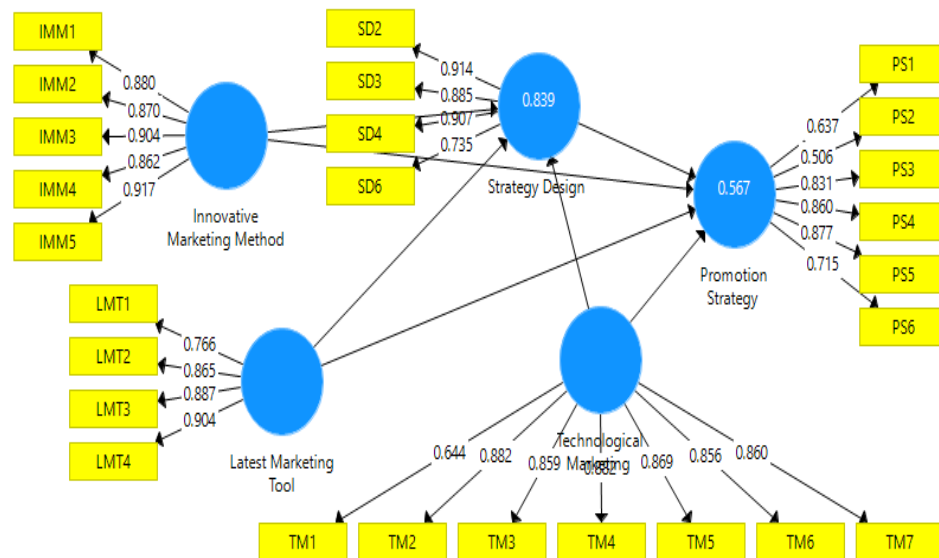 IMM1
IMM2
IMM3
IMM4
IMM5
0.880
0.870
0.904
0.862
0.917
Innovative
Marketing Method
SD2
SD3
SD4
SD6
0.914
0.885
0.907
0.735
0.839
Strategy Design
PS1
PS2
PS3
PS4
PS5
PS6
0.637
0.506
0.831
0.860
0.877
0.715
0.567
Promotion
Strategy
LMT1
LMT2
LMT3
LMT4
0.766
0.865
0.887
0.904
Latest Marketing
Tool
Technological
Marketing
0.644
0.882
0.859
0.869
0.856
0.860
TM1
TM2
TM3
TM4
TM5
TM6
TM7